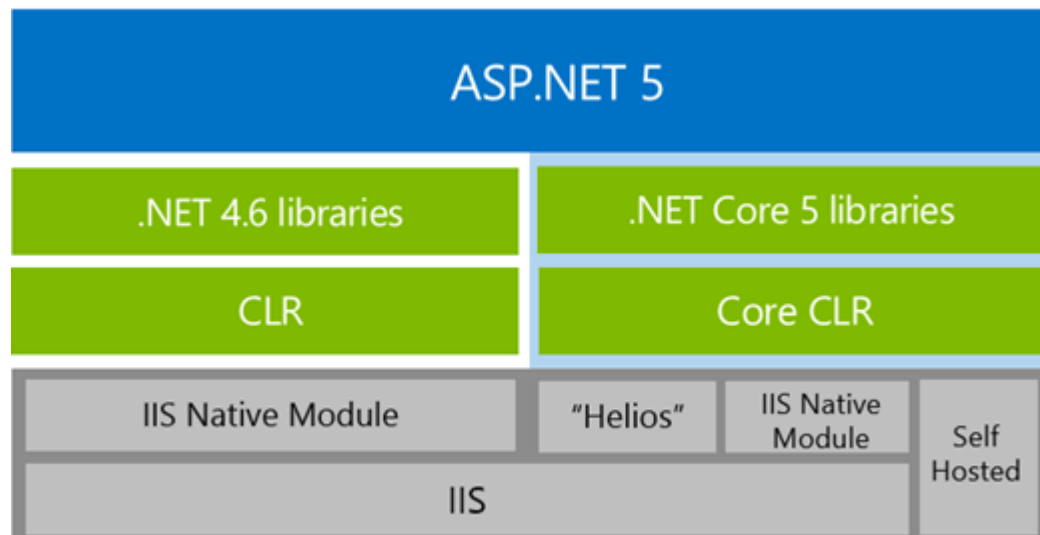 ASP.NET 5
.NET 4.6 libraries
.NET Core 5 libraries
CLR
Core CLR
IIS Native Module
“Helios”
IIS Native
Module
Self
Hosted
IIS